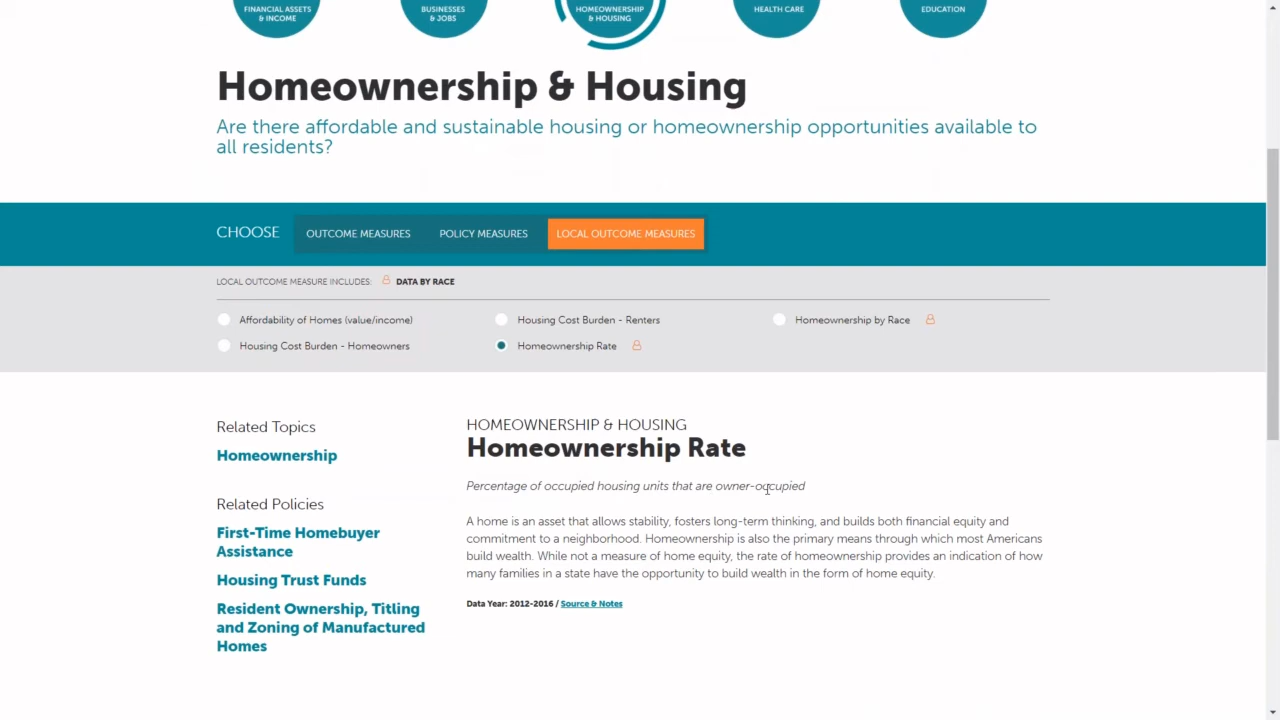 FINANCIAL ASSETS
& INCOME
BUSINESSES
& JOBS
HOMEOWNERSHIP
& HOUSING
HEALTH CARE
EDUCATION
Homeownership & Housing
Are there affordable and sustainable housing or homeownership opportunities available to
all residents?
CHOOSE
OUTCOME MEASURES
POLICY MEASURES
LOCAL OUTCOME MEASURES
LOCAL OUTCOME MEASURE INCLUDES: DATA BY RACE
Affordability of Homes (value/income)
Housing Cost Burden - Renters
Homeownership by Race
Housing Cost Burden - Homeowners
Homeownership Rate
Related Topics
Homeownership
Related Policies
First-Time Homebuyer
Assistance
Housing Trust Funds
Resident Ownership, Titling
and Zoning of Manufactured
Homes
HOMEOWNERSHIP & HOUSING
Homeownership Rate
Percentage of occupied housing units that are owner-occupied
A home is an asset that allows stability, fosters long-term thinking, and builds both financial equity and
commitment to a neighborhood. Homeownership is also the primary means through which most Americans
build wealth. While not a measure of home equity, the rate of homeownership provides an indication of how
many families in a state have the opportunity to build wealth in the form of home equity.
Data Year: 2012-2016 / Source & Notes